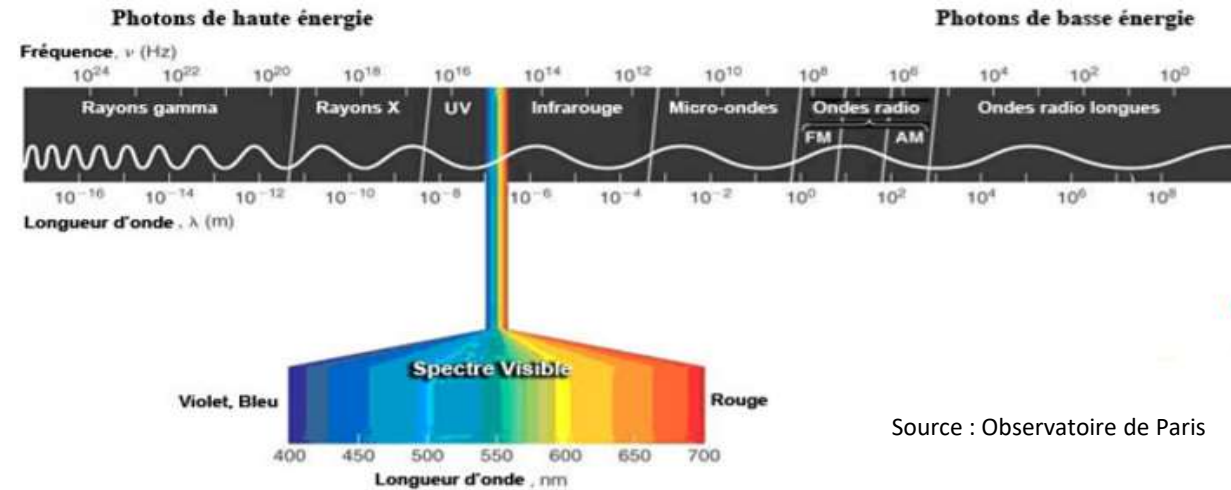 Photons de haute énergie Photons de basse énergie
Fréquence, ν (Hz)
10²⁴ 10²² 10²⁰ 10¹⁸ 10¹⁶ 10¹⁴ 10¹² 10¹⁰ 10⁸ 10⁶ 10⁴ 10² 10⁰
Rayons gamma Rayons X UV Infrarouge Micro-ondes Ondes radio Ondes radio longues
FM AM
10⁻¹⁶ 10⁻¹⁴ 10⁻¹² 10⁻¹⁰ 10⁻⁸ 10⁻⁶ 10⁻⁴ 10⁻² 10⁰ 10² 10⁴ 10⁶ 10⁸
Longueur d'onde , λ (m)
Spectre Visible
Violet, Bleu Rouge
Source : Observatoire de Paris
400 450 500 550 600 650 700
Longueur d'onde , nm